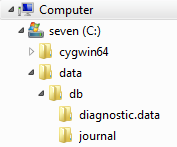 Computer
seven (C:)
cygwin64
data
db
diagnostic.data
journal